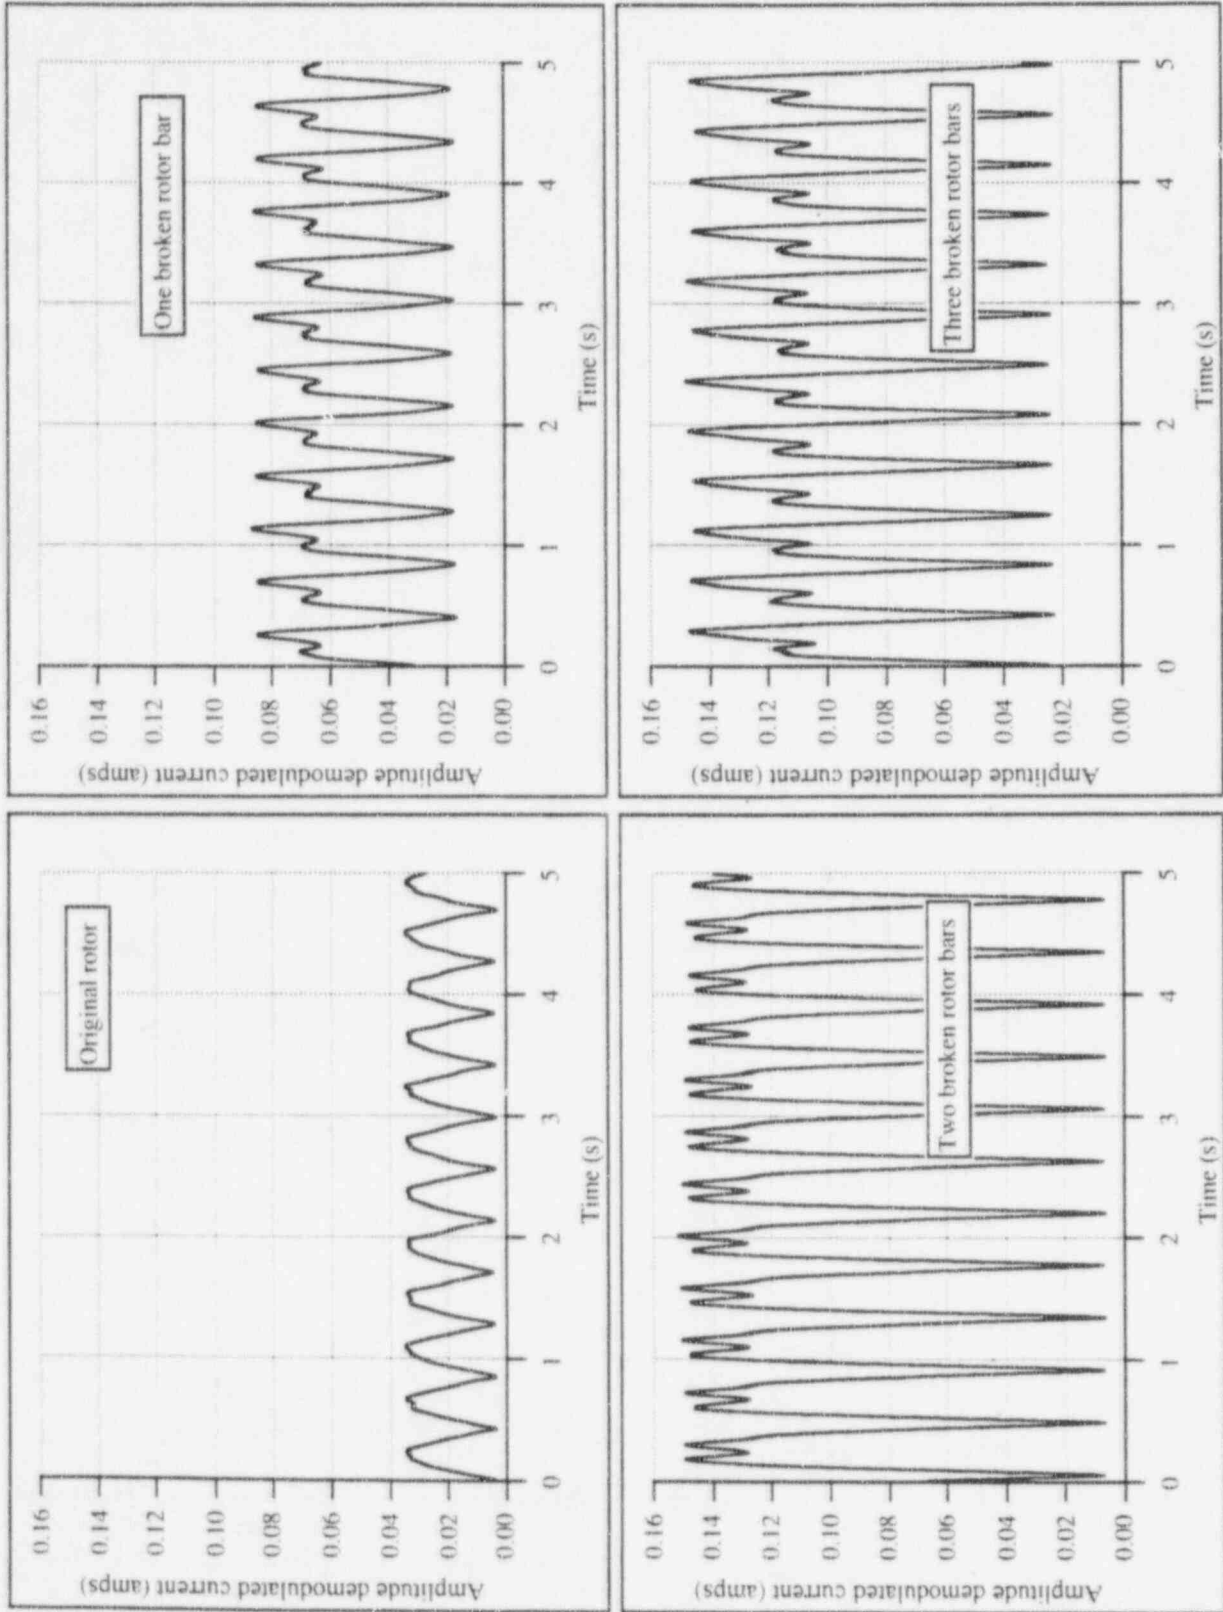 Original rotor
Amplitude demodulated current (amps)
0.16
0.14
0.12
0.10
0.08
0.06
0.04
0.02
0.00
0 1 2 3 4 5
Time (s)
One broken rotor bar
Amplitude demodulated current (amps)
0.16
0.14
0.12
0.10
0.08
0.06
0.04
0.02
0.00
0 1 2 3 4 5
Time (s)
Two broken rotor bars
Amplitude demodulated current (amps)
0.16
0.14
0.12
0.10
0.08
0.06
0.04
0.02
0.00
0 1 2 3 4 5
Time (s)
Three broken rotor bars
Amplitude demodulated current (amps)
0.16
0.14
0.12
0.10
0.08
0.06
0.04
0.02
0.00
0 1 2 3 4 5
Time (s)